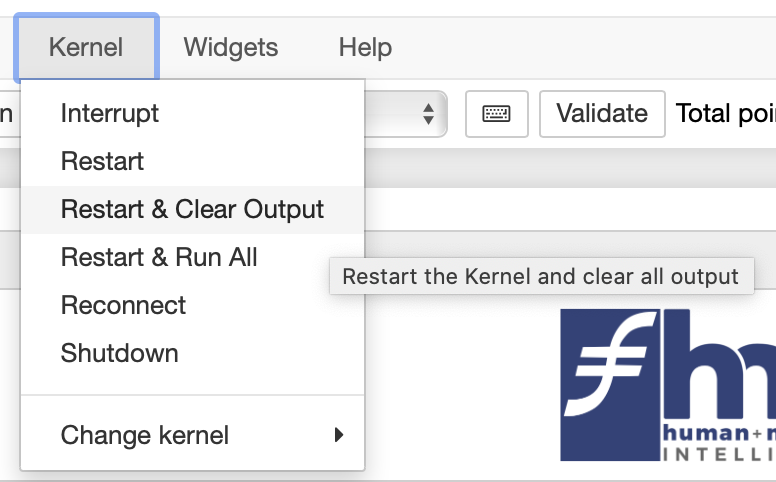 Kernel Widgets Help
n Validate Total poi
Interrupt
Restart
Restart & Clear Output
Restart & Run All
Restart the Kernel and clear all output
Reconnect
Shutdown
Change kernel
human+
INTELLI